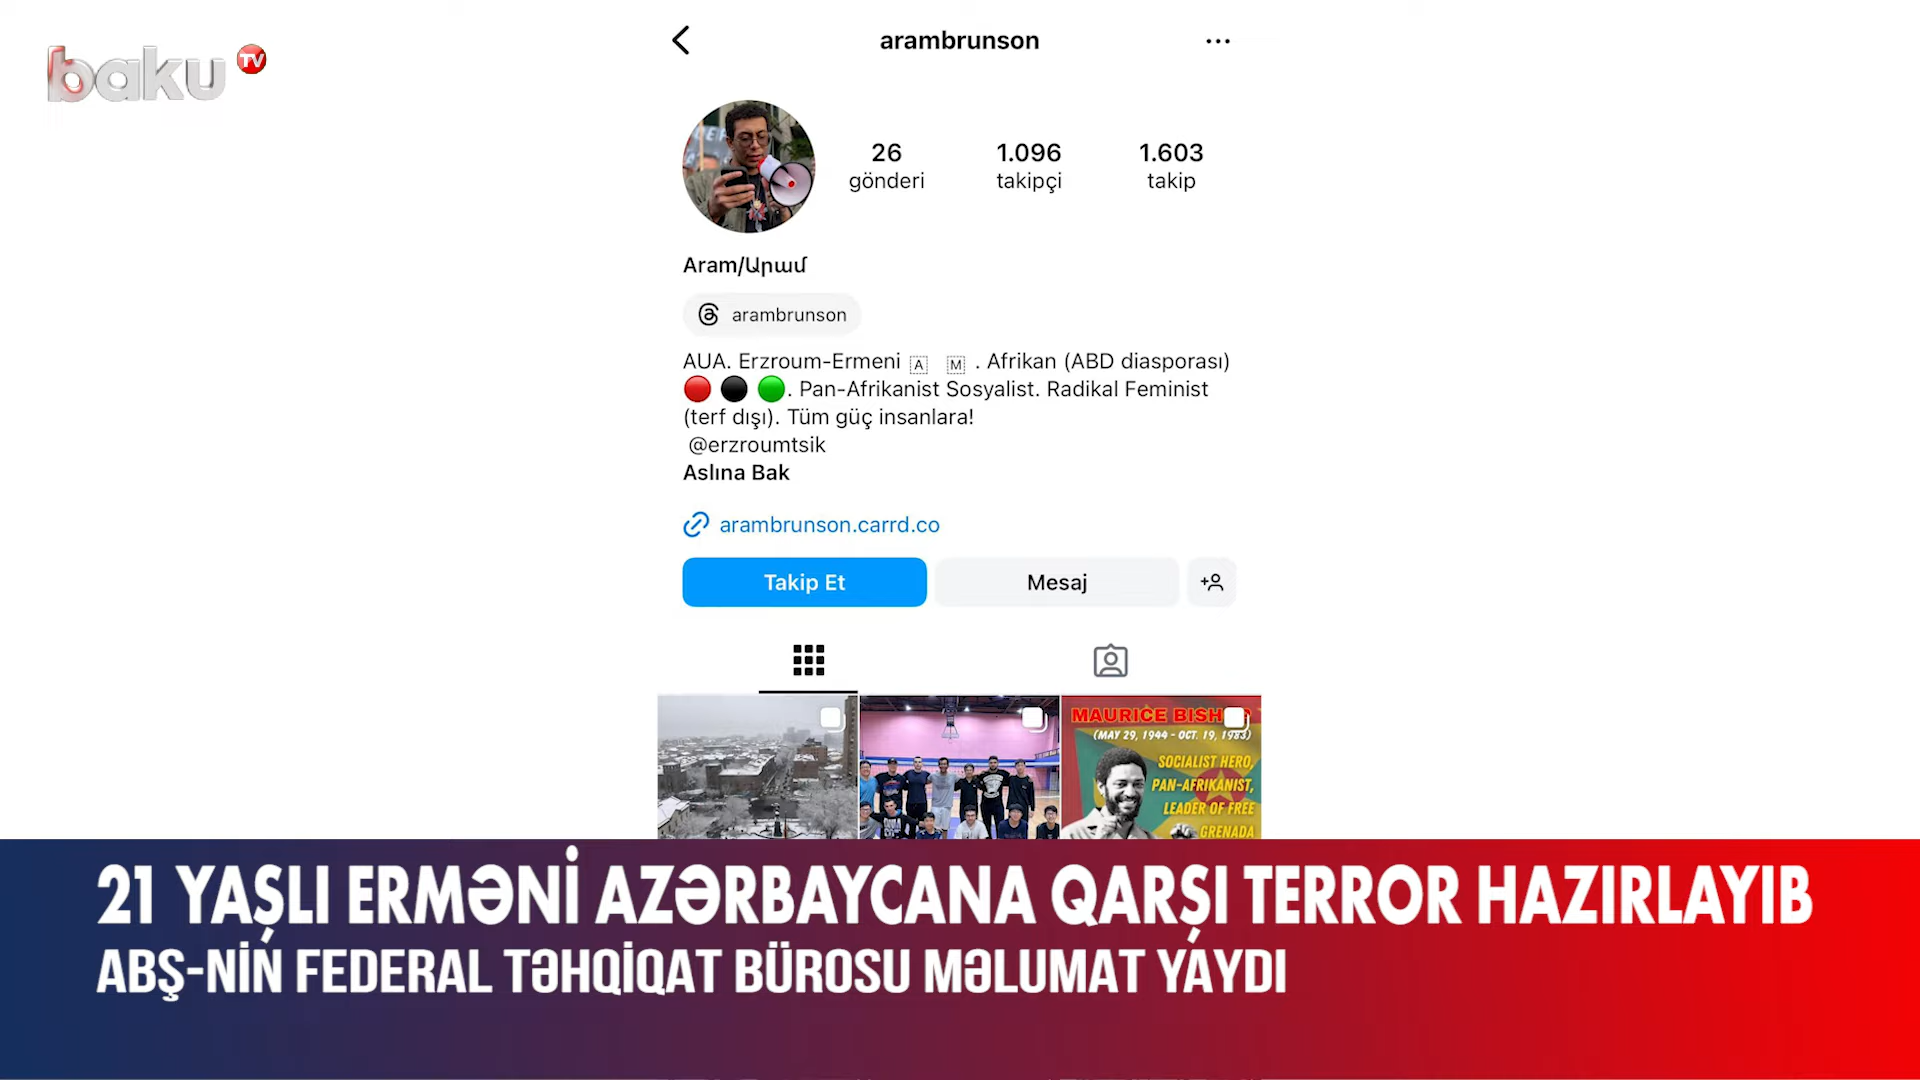 baku TV
arambrunson
26
gönderi
1.096
takipçi
1.603
takip
Aram/Արամ
arambrunson
AUA. Erzroum-Ermeni A M . Afrikan (ABD diasporası)
. Pan-Afrikanist Sosyalist. Radikal Feminist
(terf dışı). Tüm güç insanlara!
@erzroumtsik
Aslına Bak
arambrunson.carrd.co
Takip Et
Mesaj
MAURICE BISH
(MAY 29, 1944 - OCT. 19, 1983)
SOCIALIST HERO,
PAN-AFRIKANIST,
LEADER OF FREE
GRENADA
21 YAŞLI ERMƏNİ AZƏRBAYCANA QARŞI TERROR HAZIRLAYIB
ABŞ-NİN FEDERAL TƏHQİQAT BÜROSU MƏLUMAT YAYDI